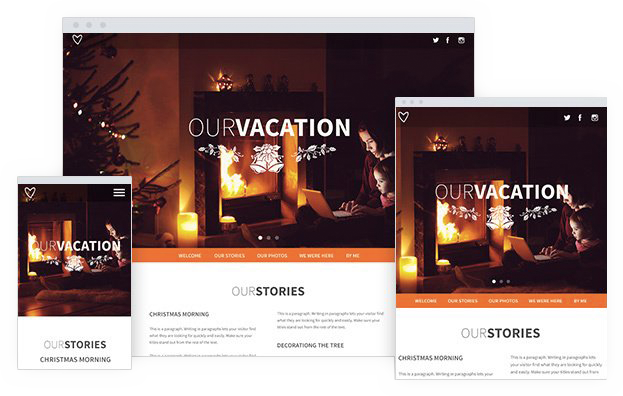 OURVACATION
WELCOME OUR STORIES OUR PHOTOS WE WERE HERE BY ME
OURSTORIES
CHRISTMAS MORNING
This is a paragraph. Writing in paragraphs lets your visitor find
what they are looking for quickly and easily. Make sure your
titles stand out from the rest of the text.
This is a paragraph. Writing in paragraphs lets your visitor find
what they are looking for quickly and easily. Make sure your
titles stand out from the rest of the text.
DECORATIONG THE TREE
OURVACATION
OURSTORIES
CHRISTMAS MORNING
OURVACATION
WELCOME OUR STORIES OUR PHOTOS WE WERE HERE BY ME
OURSTORIES
CHRISTMAS MORNING
This is a paragraph. Writing in paragraphs lets your
This is a paragraph. Writing in paragraphs lets
your visitor find what they are looking for quickly
and easily. Make sure your titles stand out from